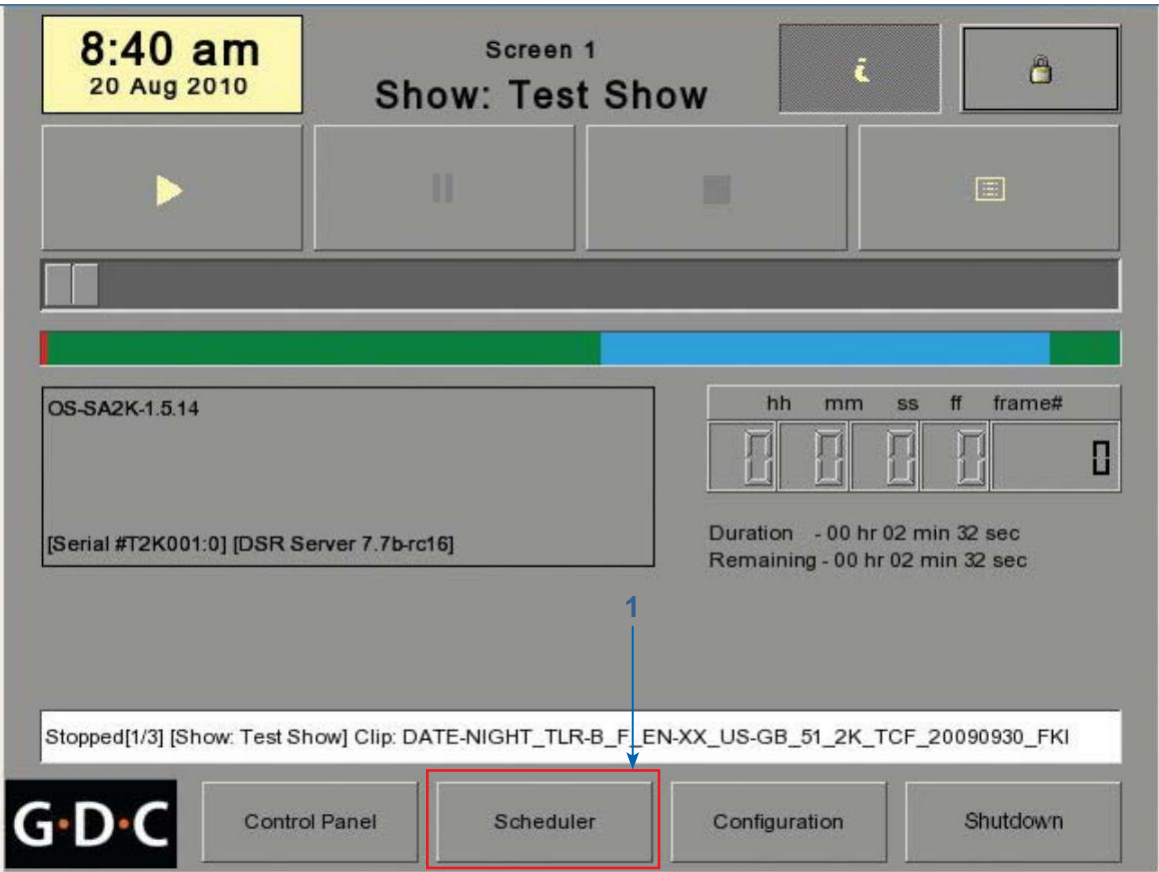 8:40 am
20 Aug 2010
Screen 1
Show: Test Show
i
OS-SA2K-1.5.14
[Serial #T2K001:0] [DSR Server 7.7b-rc16]
hh mm ss ff frame#
0 0 0 0 0
Duration - 00 hr 02 min 32 sec
Remaining - 00 hr 02 min 32 sec
1
Stopped[1/3] [Show: Test Show] Clip: DATE-NIGHT_TLR-B_F_EN-XX_US-GB_51_2K_TCF_20090930_FKI
G·D·C
Control Panel
Scheduler
Configuration
Shutdown